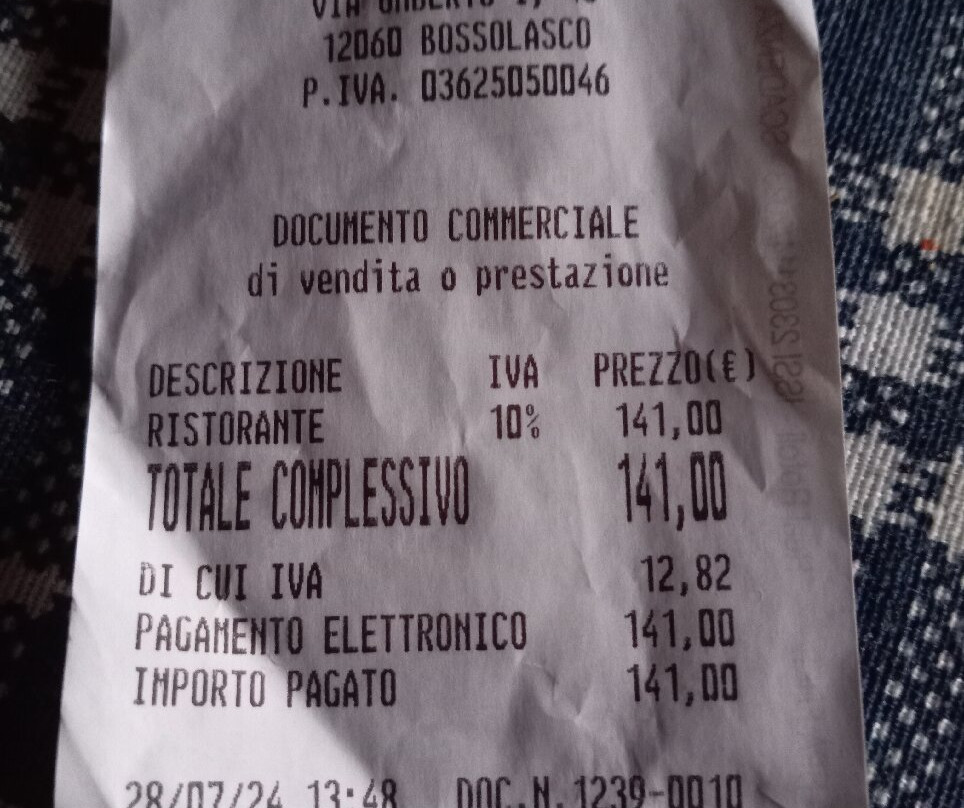 VIA UMBERTO I,
12060 BOSSOLASCO
P.IVA. 03625050046
DOCUMENTO COMMERCIALE
di vendita o prestazione
DESCRIZIONE IVA PREZZO(€)
RISTORANTE 10% 141,00
TOTALE COMPLESSIVO 141,00
DI CUI IVA 12,82
PAGAMENTO ELETTRONICO 141,00
IMPORTO PAGATO 141,00
28/07/24 13:48 DOC.N.1239-0010